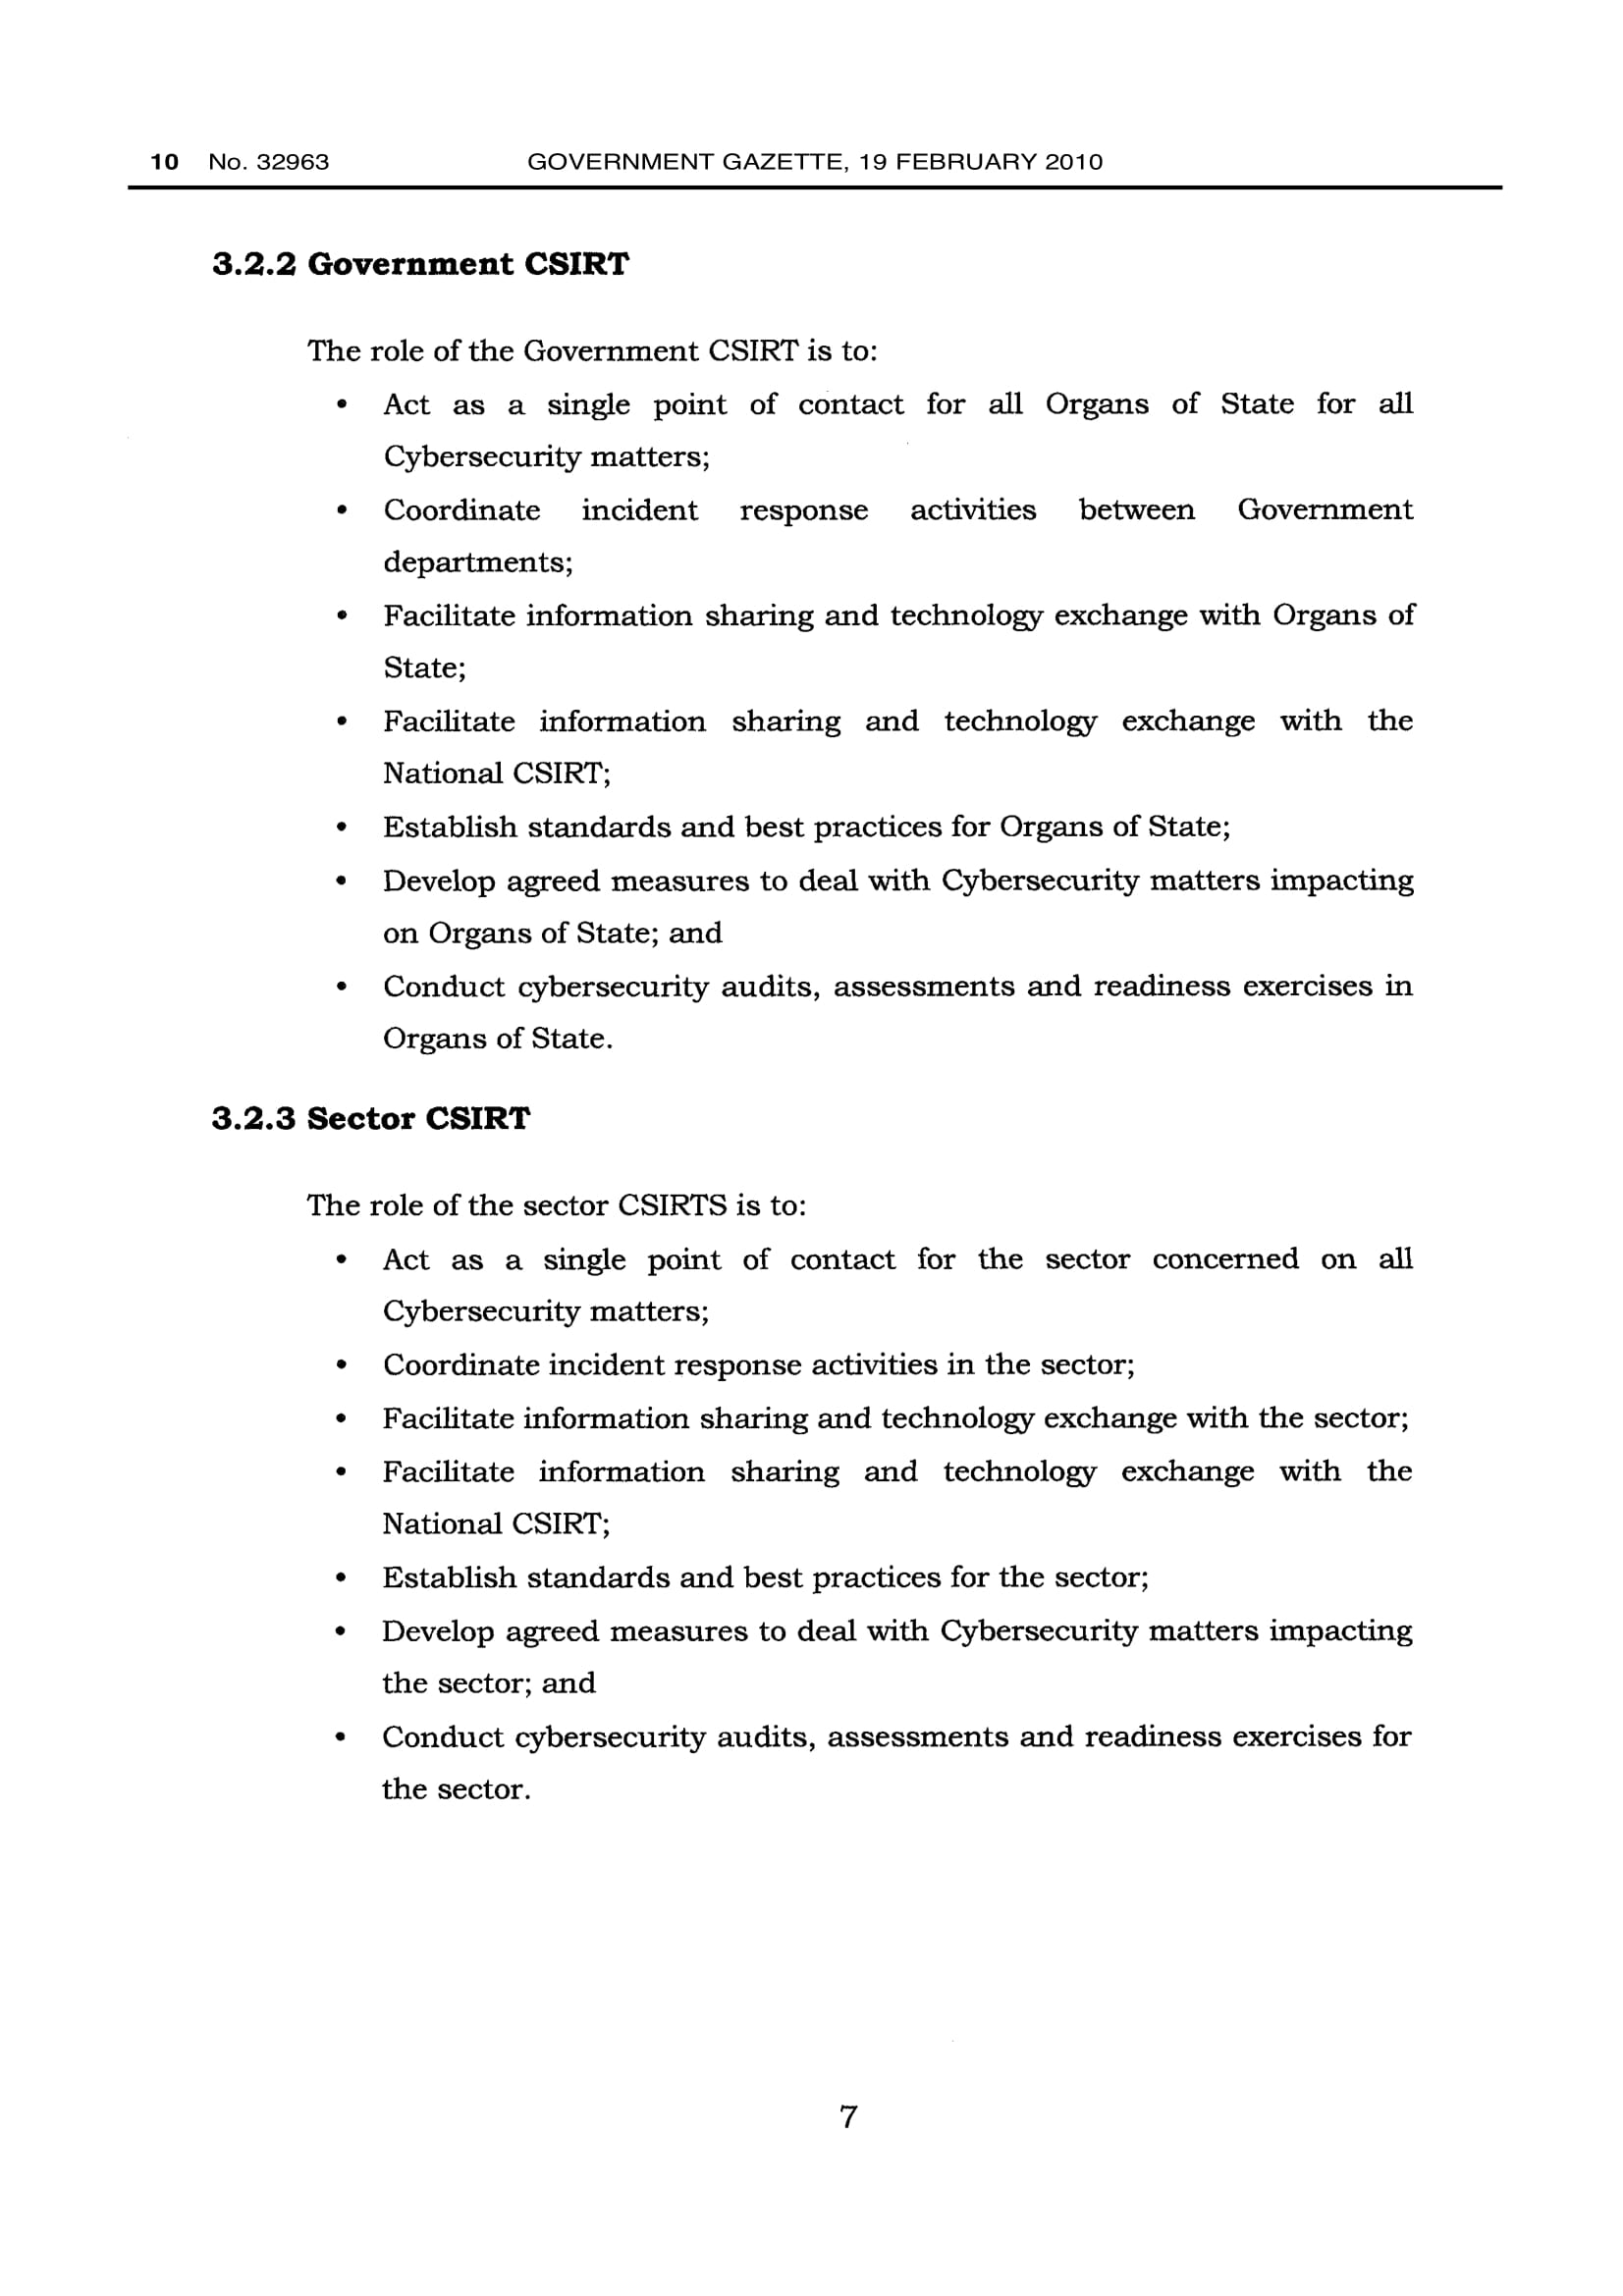 10 No. 32963 GOVERNMENT GAZETTE, 19 FEBRUARY 2010
3.2.2 Government CSIRT
The role of the Government CSIRT is to:
• Act as a single point of contact for all Organs of State for all
Cybersecurity matters;
• Coordinate incident response activities between Government
departments;
• Facilitate information sharing and technology exchange with Organs of
State;
• Facilitate information sharing and technology exchange with the
National CSIRT;
• Establish standards and best practices for Organs of State;
• Develop agreed measures to deal with Cybersecurity matters impacting
on Organs of State; and
• Conduct cybersecurity audits, assessments and readiness exercises in
Organs of State.
3.2.3 Sector CSIRT
The role of the sector CSIRTS is to:
• Act as a single point of contact for the sector concerned on all
Cybersecurity matters;
• Coordinate incident response activities in the sector;
• Facilitate information sharing and technology exchange with the sector;
• Facilitate information sharing and technology exchange with the
National CSIRT;
• Establish standards and best practices for the sector;
• Develop agreed measures to deal with Cybersecurity matters impacting
the sector; and
• Conduct cybersecurity audits, assessments and readiness exercises for
the sector.
7